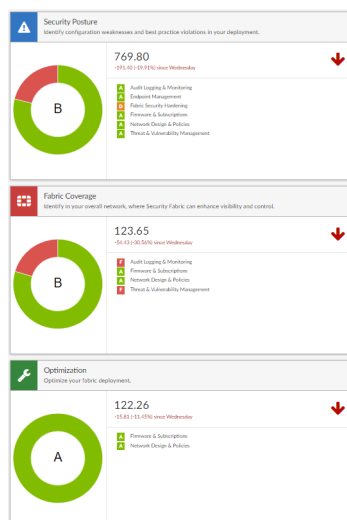 Security Posture
Identify configuration weaknesses and best practice violations in your deployment.
B
769.80
-191.40 (-19.91%) since Wednesday
A Audit Logging & Monitoring
A Endpoint Management
D Fabric Security Hardening
A Firmware & Subscriptions
A Network Design & Policies
A Threat & Vulnerability Management
Fabric Coverage
Identify in your overall network, where Security Fabric can enhance visibility and control.
B
123.65
-54.43 (-30.56%) since Wednesday
F Audit Logging & Monitoring
A Firmware & Subscriptions
A Network Design & Policies
F Threat & Vulnerability Management
Optimization
Optimize your fabric deployment.
A
122.26
-15.81 (-11.45%) since Wednesday
A Firmware & Subscriptions
A Network Design & Policies